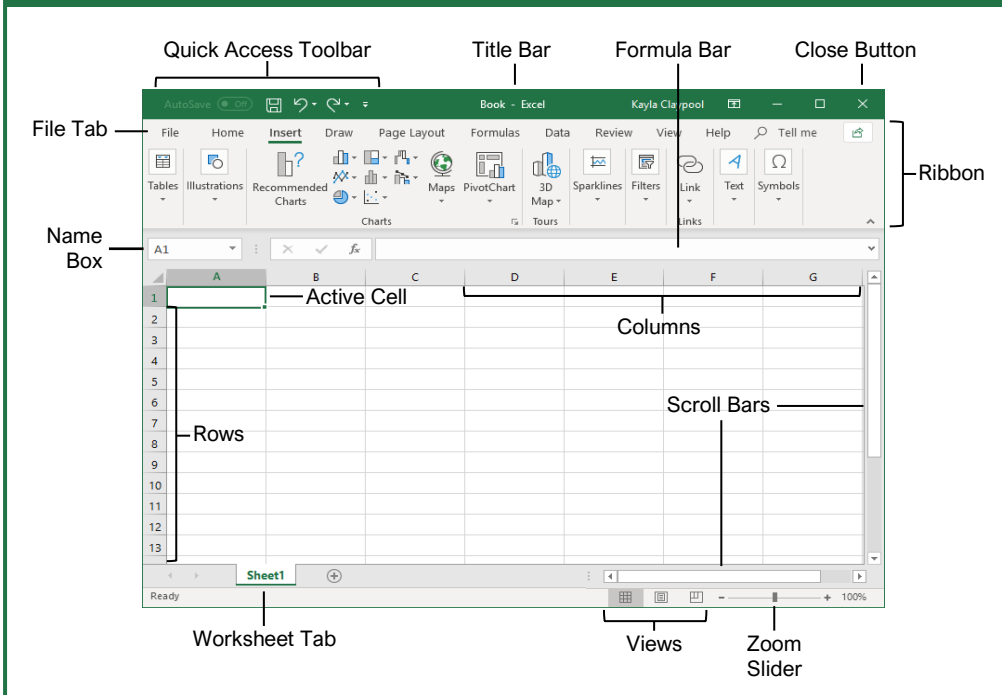 Quick Access Toolbar Title Bar Formula Bar Close Button
AutoSave Off Book - Excel Kayla Claypool
File Tab
File Home Insert Draw Page Layout Formulas Data Review View Help Tell me
Ribbon
Tables Illustrations Recommended Charts Maps PivotChart 3D Map Sparklines Filters Link Text Symbols
Charts Tours Links
Name Box
A1 fx
A B C D E F G
1 Active Cell
Columns
2
3
4
5
6
Scroll Bars
7
Rows
8
9
10
11
12
13
Sheet1
Ready 100%
Worksheet Tab Views Zoom Slider